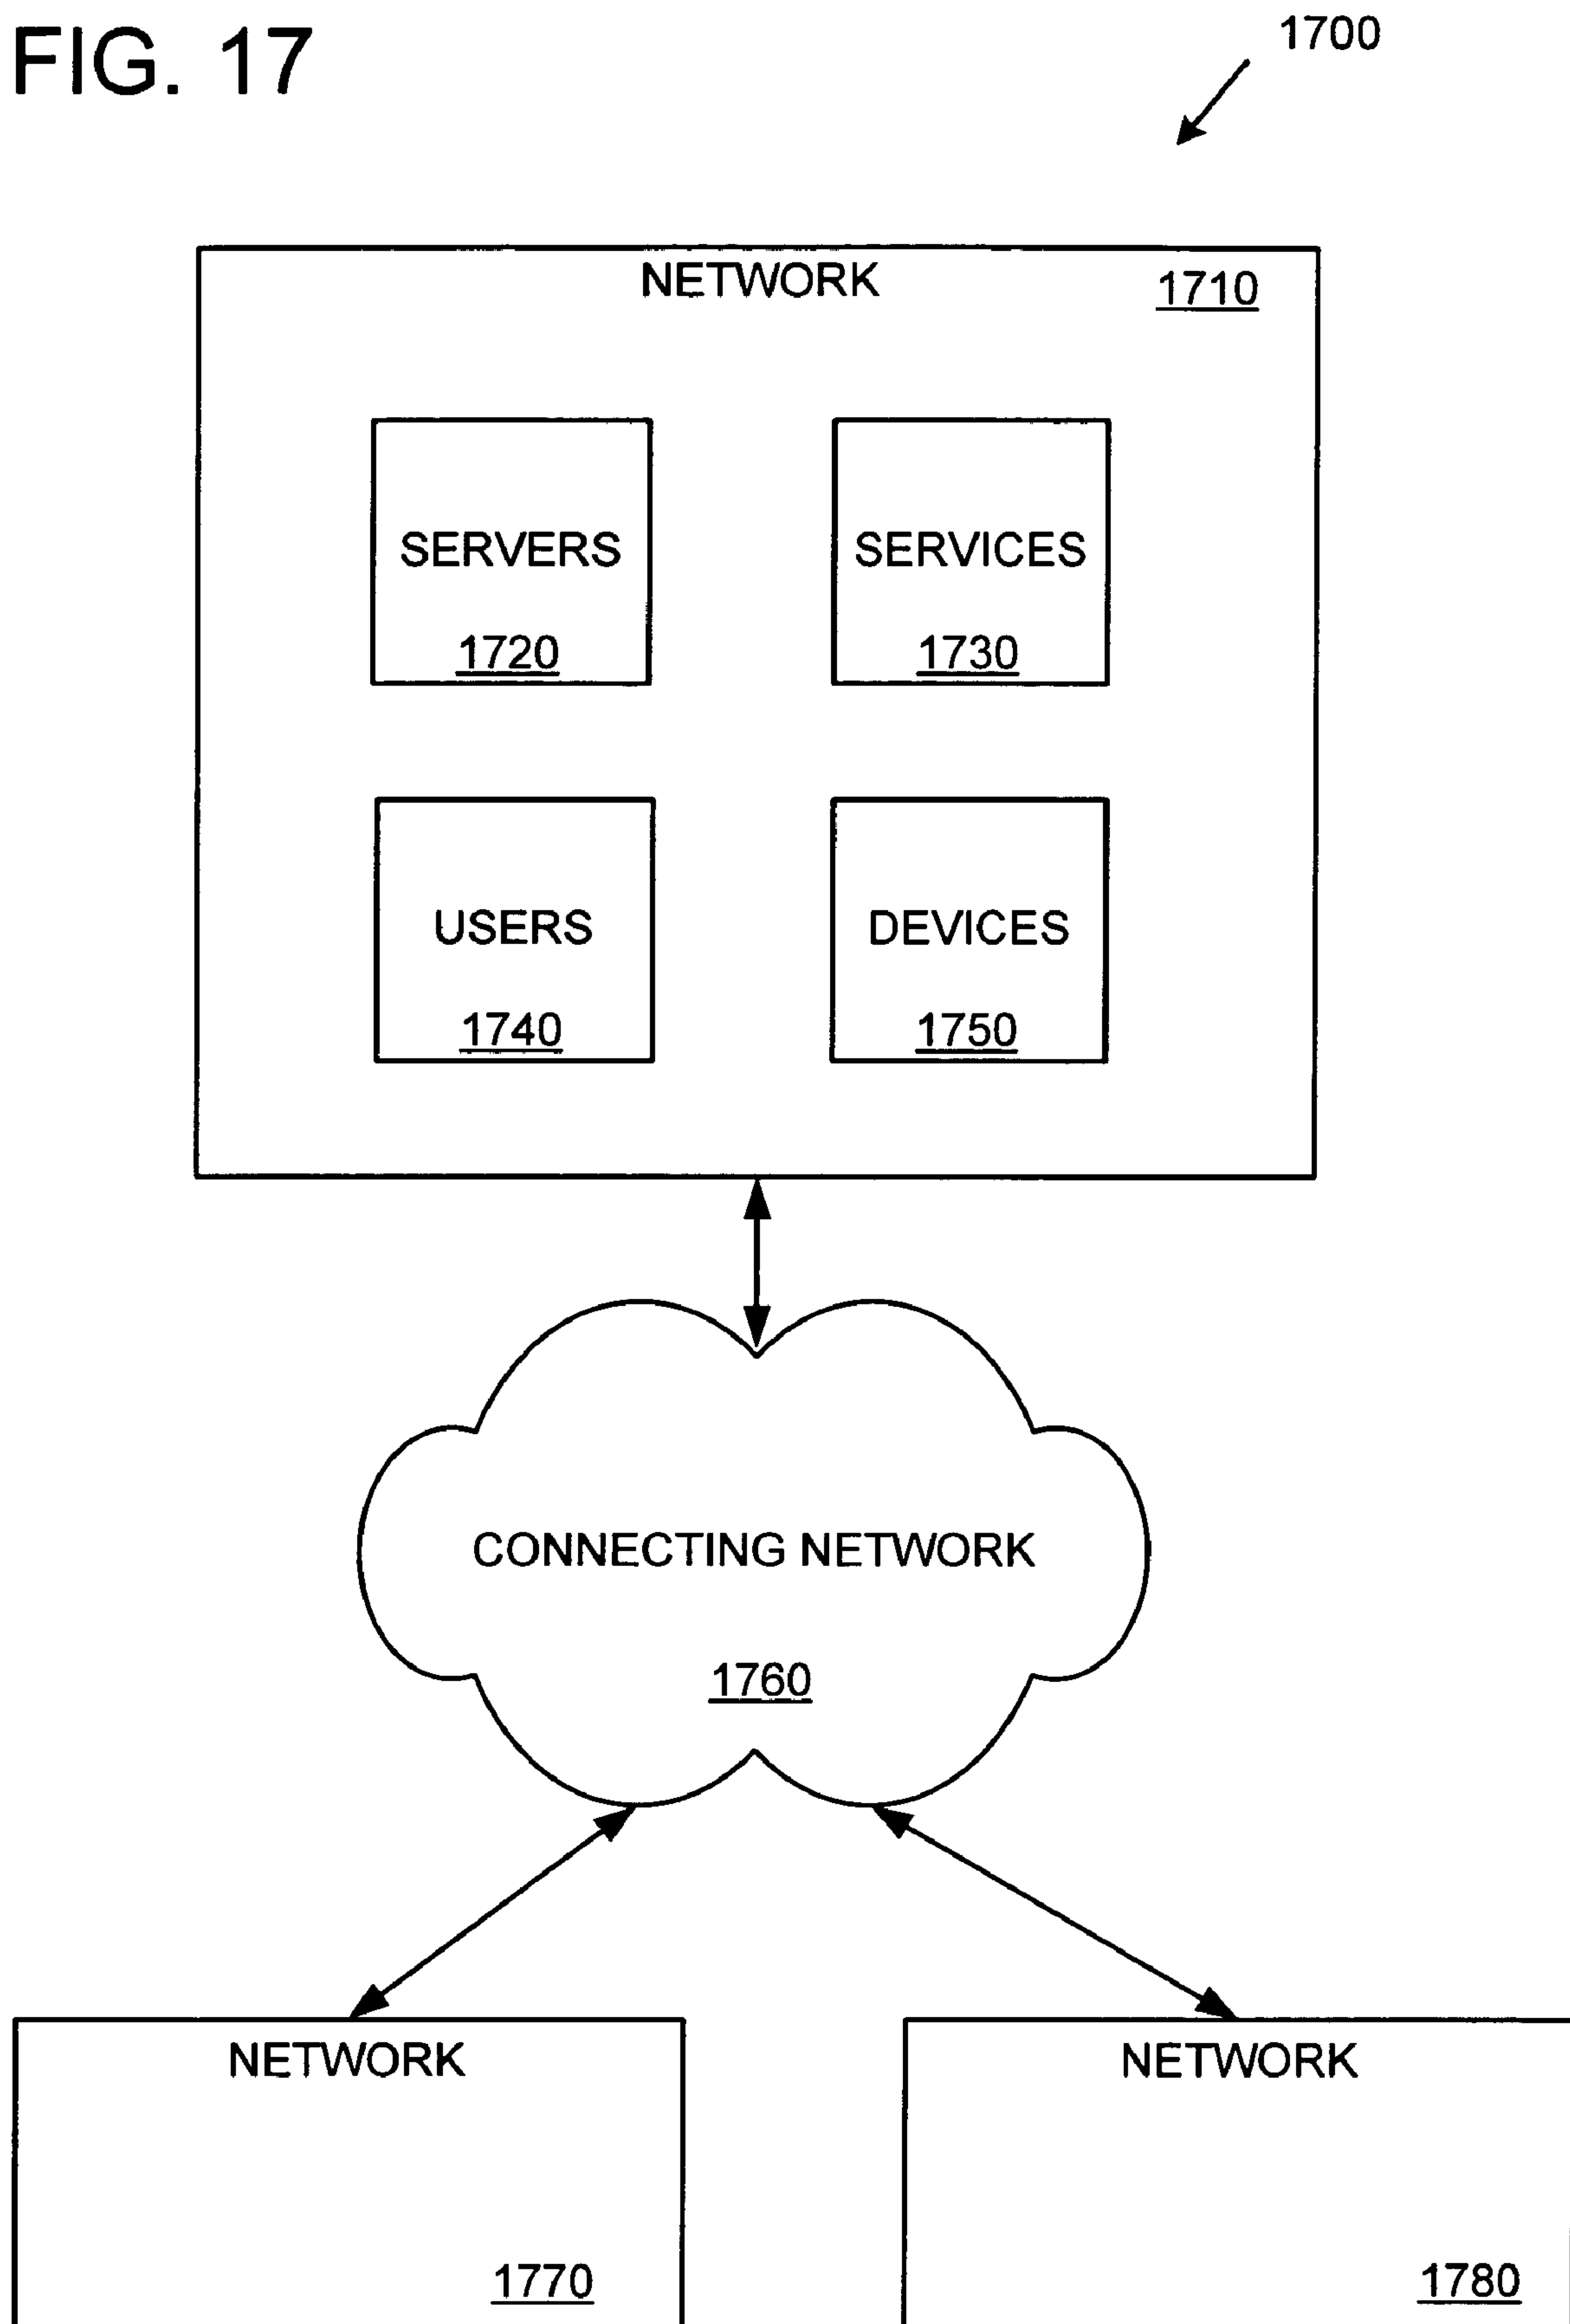 FIG. 17
1700
NETWORK
1710
SERVERS
1720
SERVICES
1730
USERS
1740
DEVICES
1750
CONNECTING NETWORK
1760
NETWORK
1770
NETWORK
1780